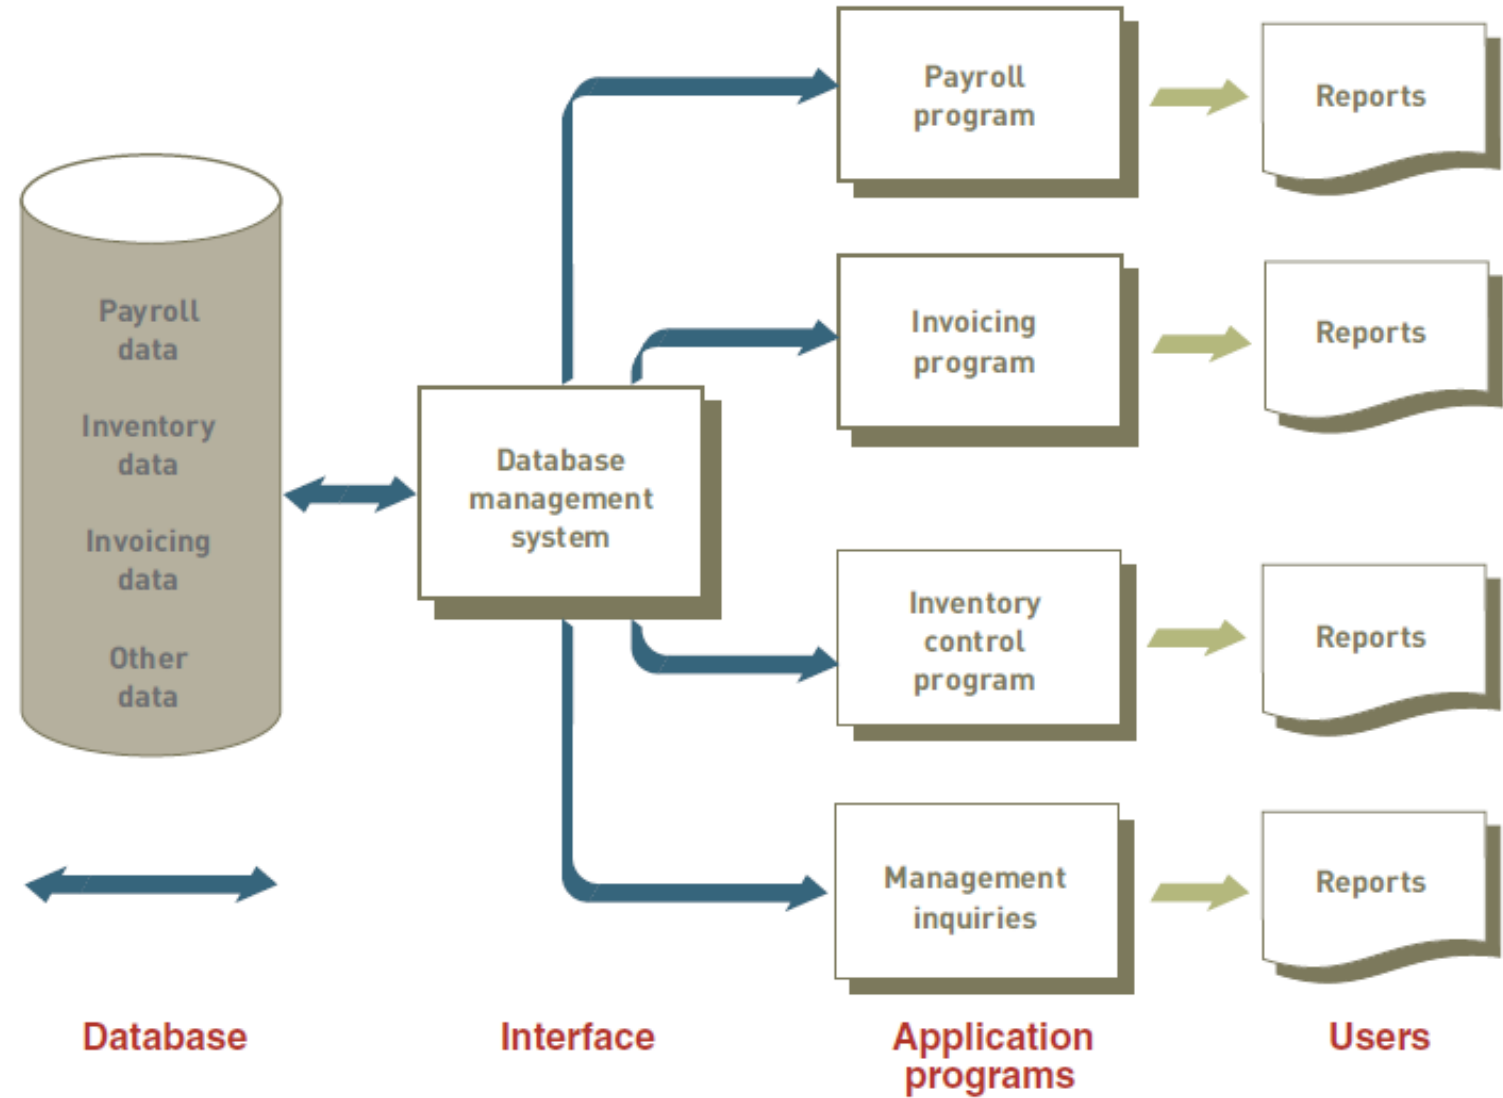 Payroll
data
Inventory
data
Invoicing
data
Other
data
Database
management
system
Payroll
program
Invoicing
program
Inventory
control
program
Management
inquiries
Reports
Reports
Reports
Reports
Database
Interface
Application
programs
Users